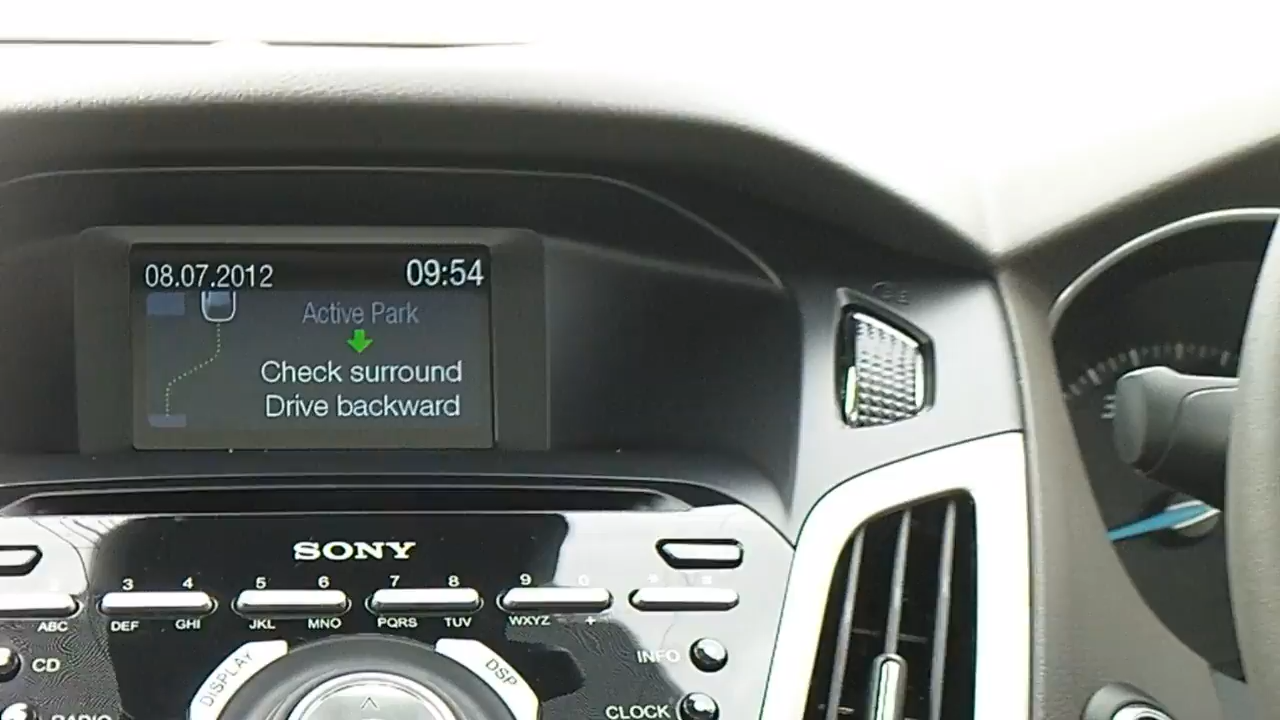 08.07.2012 09:54
Active Park
Check surround
Drive backward
SONY
3 4 5 6 7 8 9 0 * #
ABC DEF GHI JKL MNO PQRS TUV WXYZ +
CD DISPLAY DSP INFO
RADIO CLOCK